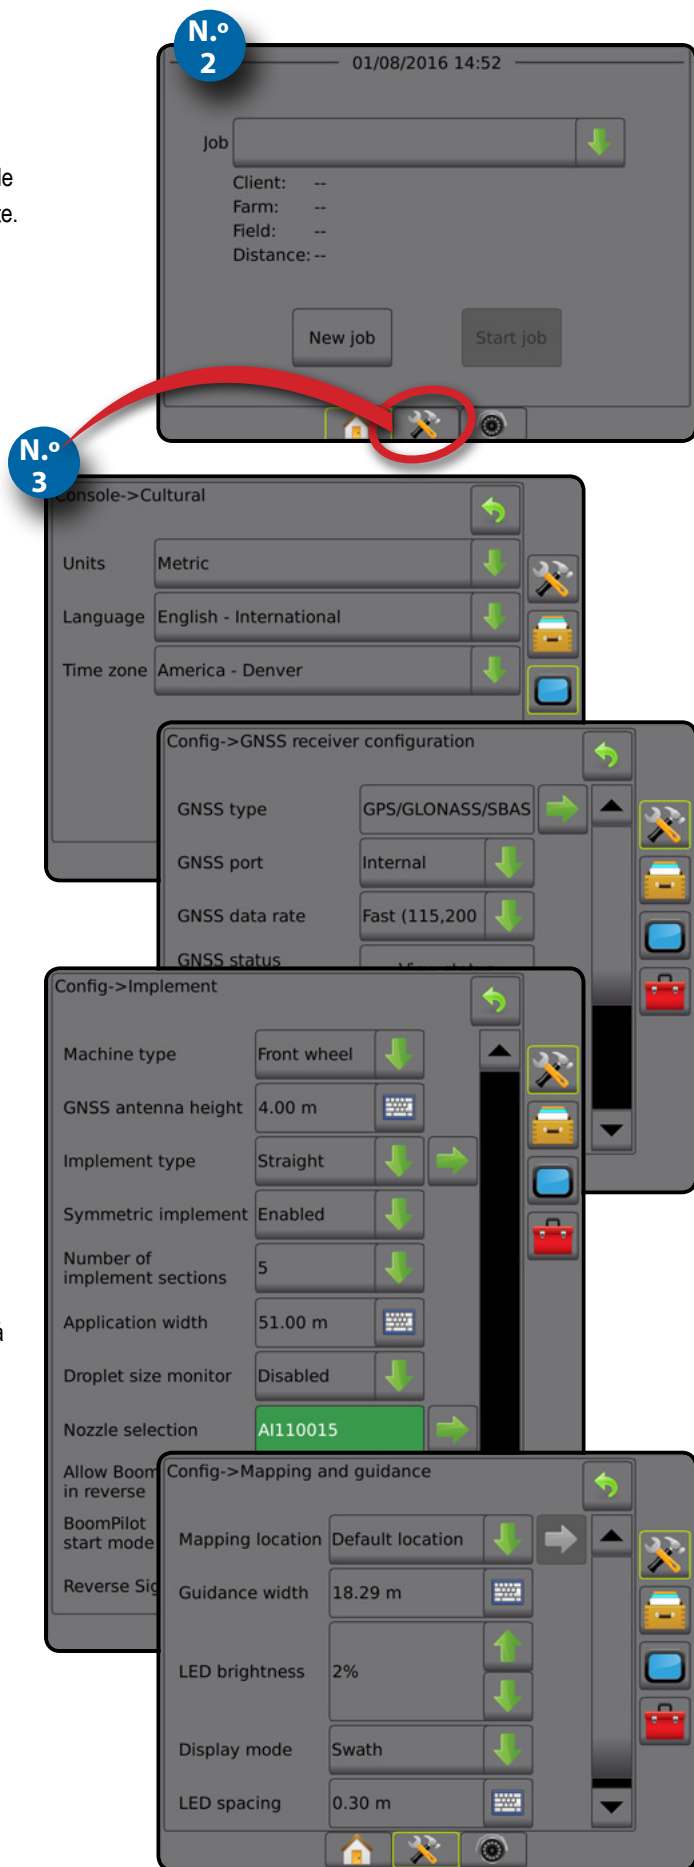 N.º
2
01/08/2016 14:52
Job
le
Client: --
Farm: --
te.
Field: --
Distance: --
New job
Start job
N.º
3
Console->Cultural
Units Metric
Language English - International
Time zone America - Denver
Config->GNSS receiver configuration
GNSS type GPS/GLONASS/SBAS
GNSS port Internal
GNSS data rate Fast (115,200
GNSS status View status
Config->Implement
Machine type Front wheel
GNSS antenna height 4.00 m
Implement type Straight
Symmetric implement Enabled
Number of
implement sections 5
Application width 51.00 m
Droplet size monitor Disabled
Nozzle selection AI110015
Allow Boom
in reverse
BoomPilot
start mode
Reverse Sig
Config->Mapping and guidance
Mapping location Default location
Guidance width 18.29 m
LED brightness 2%
Display mode Swath
LED spacing 0.30 m